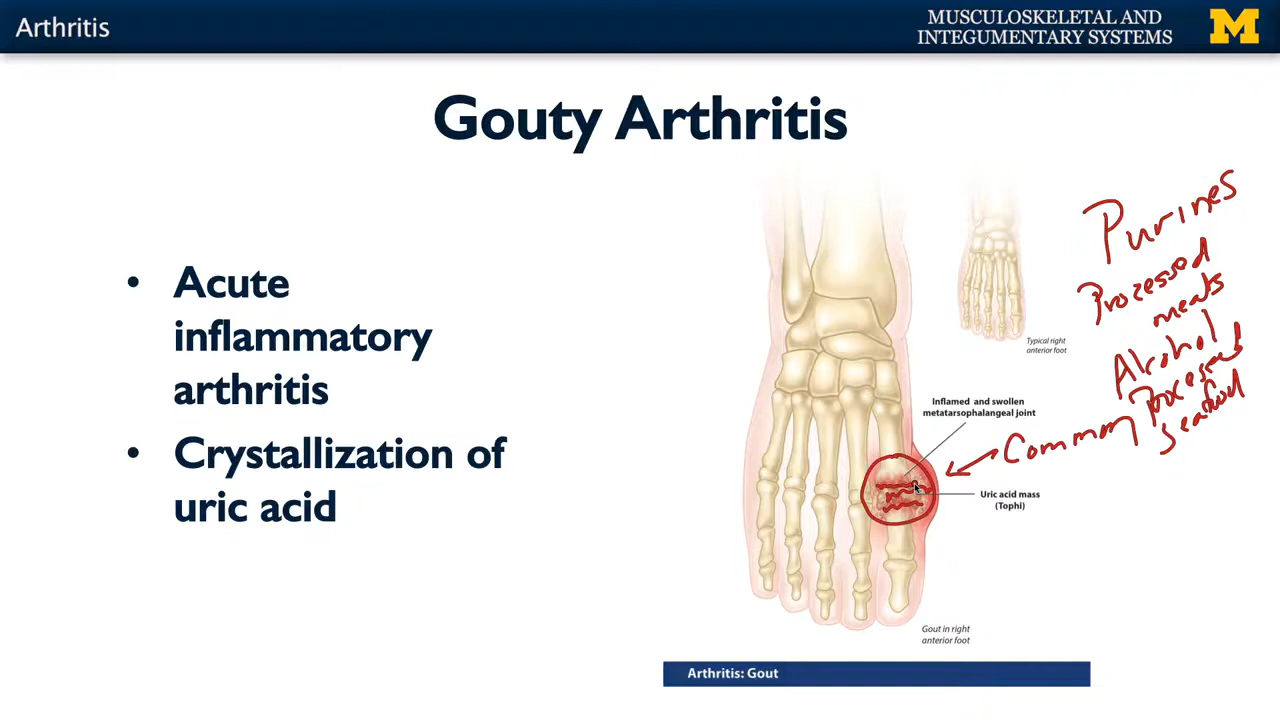 Arthritis
MUSCULOSKELETAL AND
INTEGUMENTARY SYSTEMS
M
Gouty Arthritis
• Acute
inflammatory
arthritis
• Crystallization of
uric acid
Purines
Processed
meats
Alcohol
Processed
seafood
Common
Typical right
anterior foot
Inflamed and swollen
metatarsophalangeal joint
Uric acid mass
(Tophi)
Gout in right
anterior foot
Arthritis: Gout